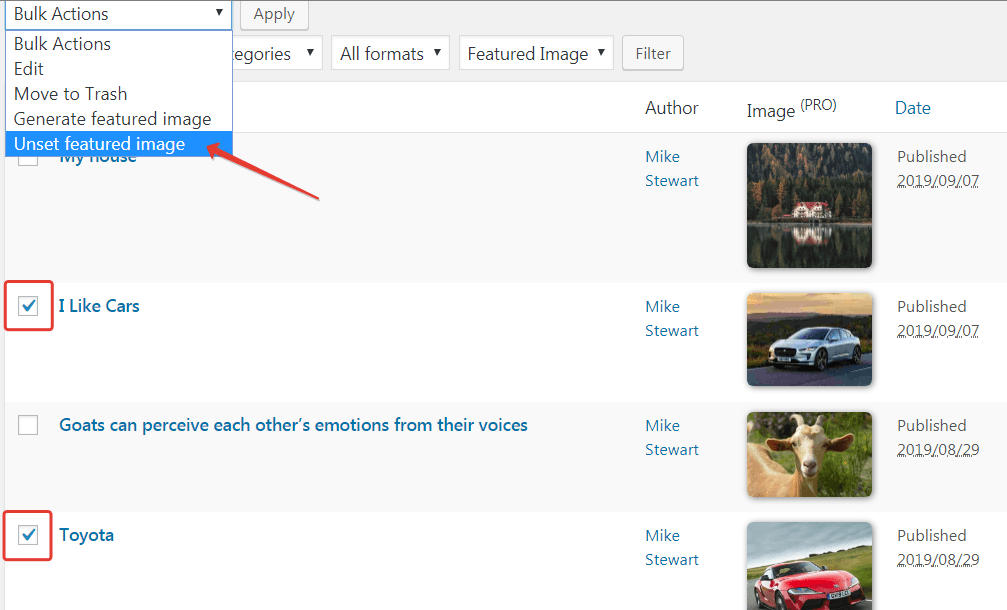 Bulk Actions
Apply
Bulk Actions
Edit
Move to Trash
Generate featured image
Unset featured image
egories
All formats
Featured Image
Filter
Author
Image (PRO)
Date
My house
Mike
Stewart
Published
2019/09/07
I Like Cars
Mike
Stewart
Published
2019/09/07
Goats can perceive each other's emotions from their voices
Mike
Stewart
Published
2019/08/29
Toyota
Mike
Stewart
Published
2019/08/29